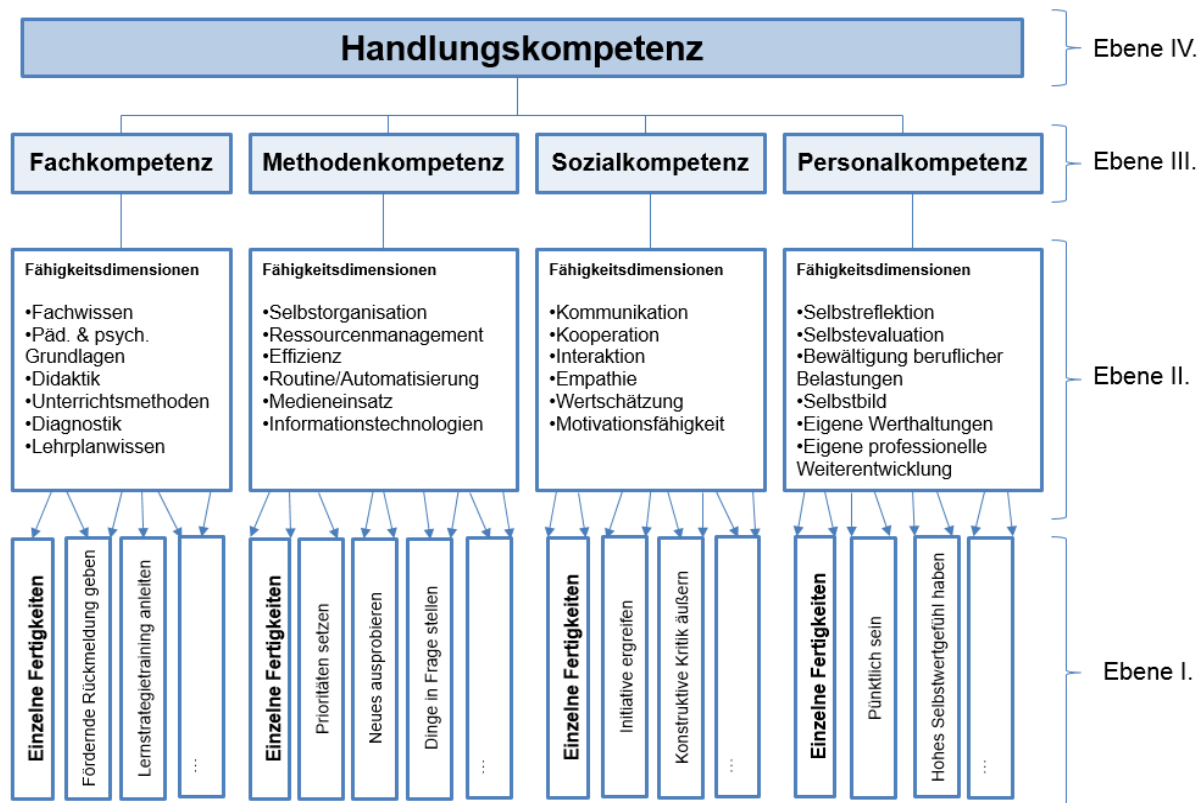 Handlungskompetenz
Ebene IV.
Fachkompetenz
Methodenkompetenz
Sozialkompetenz
Personalkompetenz
Ebene III.
Fähigkeitsdimensionen
•Fachwissen
•Päd. & psych.
Grundlagen
•Didaktik
•Unterrichtsmethoden
•Diagnostik
•Lehrplanwissen
Fähigkeitsdimensionen
•Selbstorganisation
•Ressourcenmanagement
•Effizienz
•Routine/Automatisierung
•Medieneinsatz
•Informationstechnologien
Fähigkeitsdimensionen
•Kommunikation
•Kooperation
•Interaktion
•Empathie
•Wertschätzung
•Motivationsfähigkeit
Fähigkeitsdimensionen
•Selbstreflektion
•Selbstevaluation
•Bewältigung beruflicher
Belastungen
•Selbstbild
•Eigene Werthaltungen
•Eigene professionelle
Weiterentwicklung
Ebene II.
Einzelne Fertigkeiten
Fördernde Rückmeldung geben
Lernstrategietraining anleiten
...
Einzelne Fertigkeiten
Prioritäten setzen
Neues ausprobieren
Dinge in Frage stellen
...
Einzelne Fertigkeiten
Initiative ergreifen
Konstruktive Kritik äußern
...
Einzelne Fertigkeiten
Pünktlich sein
Hohes Selbstwertgefühl haben
...
Ebene I.